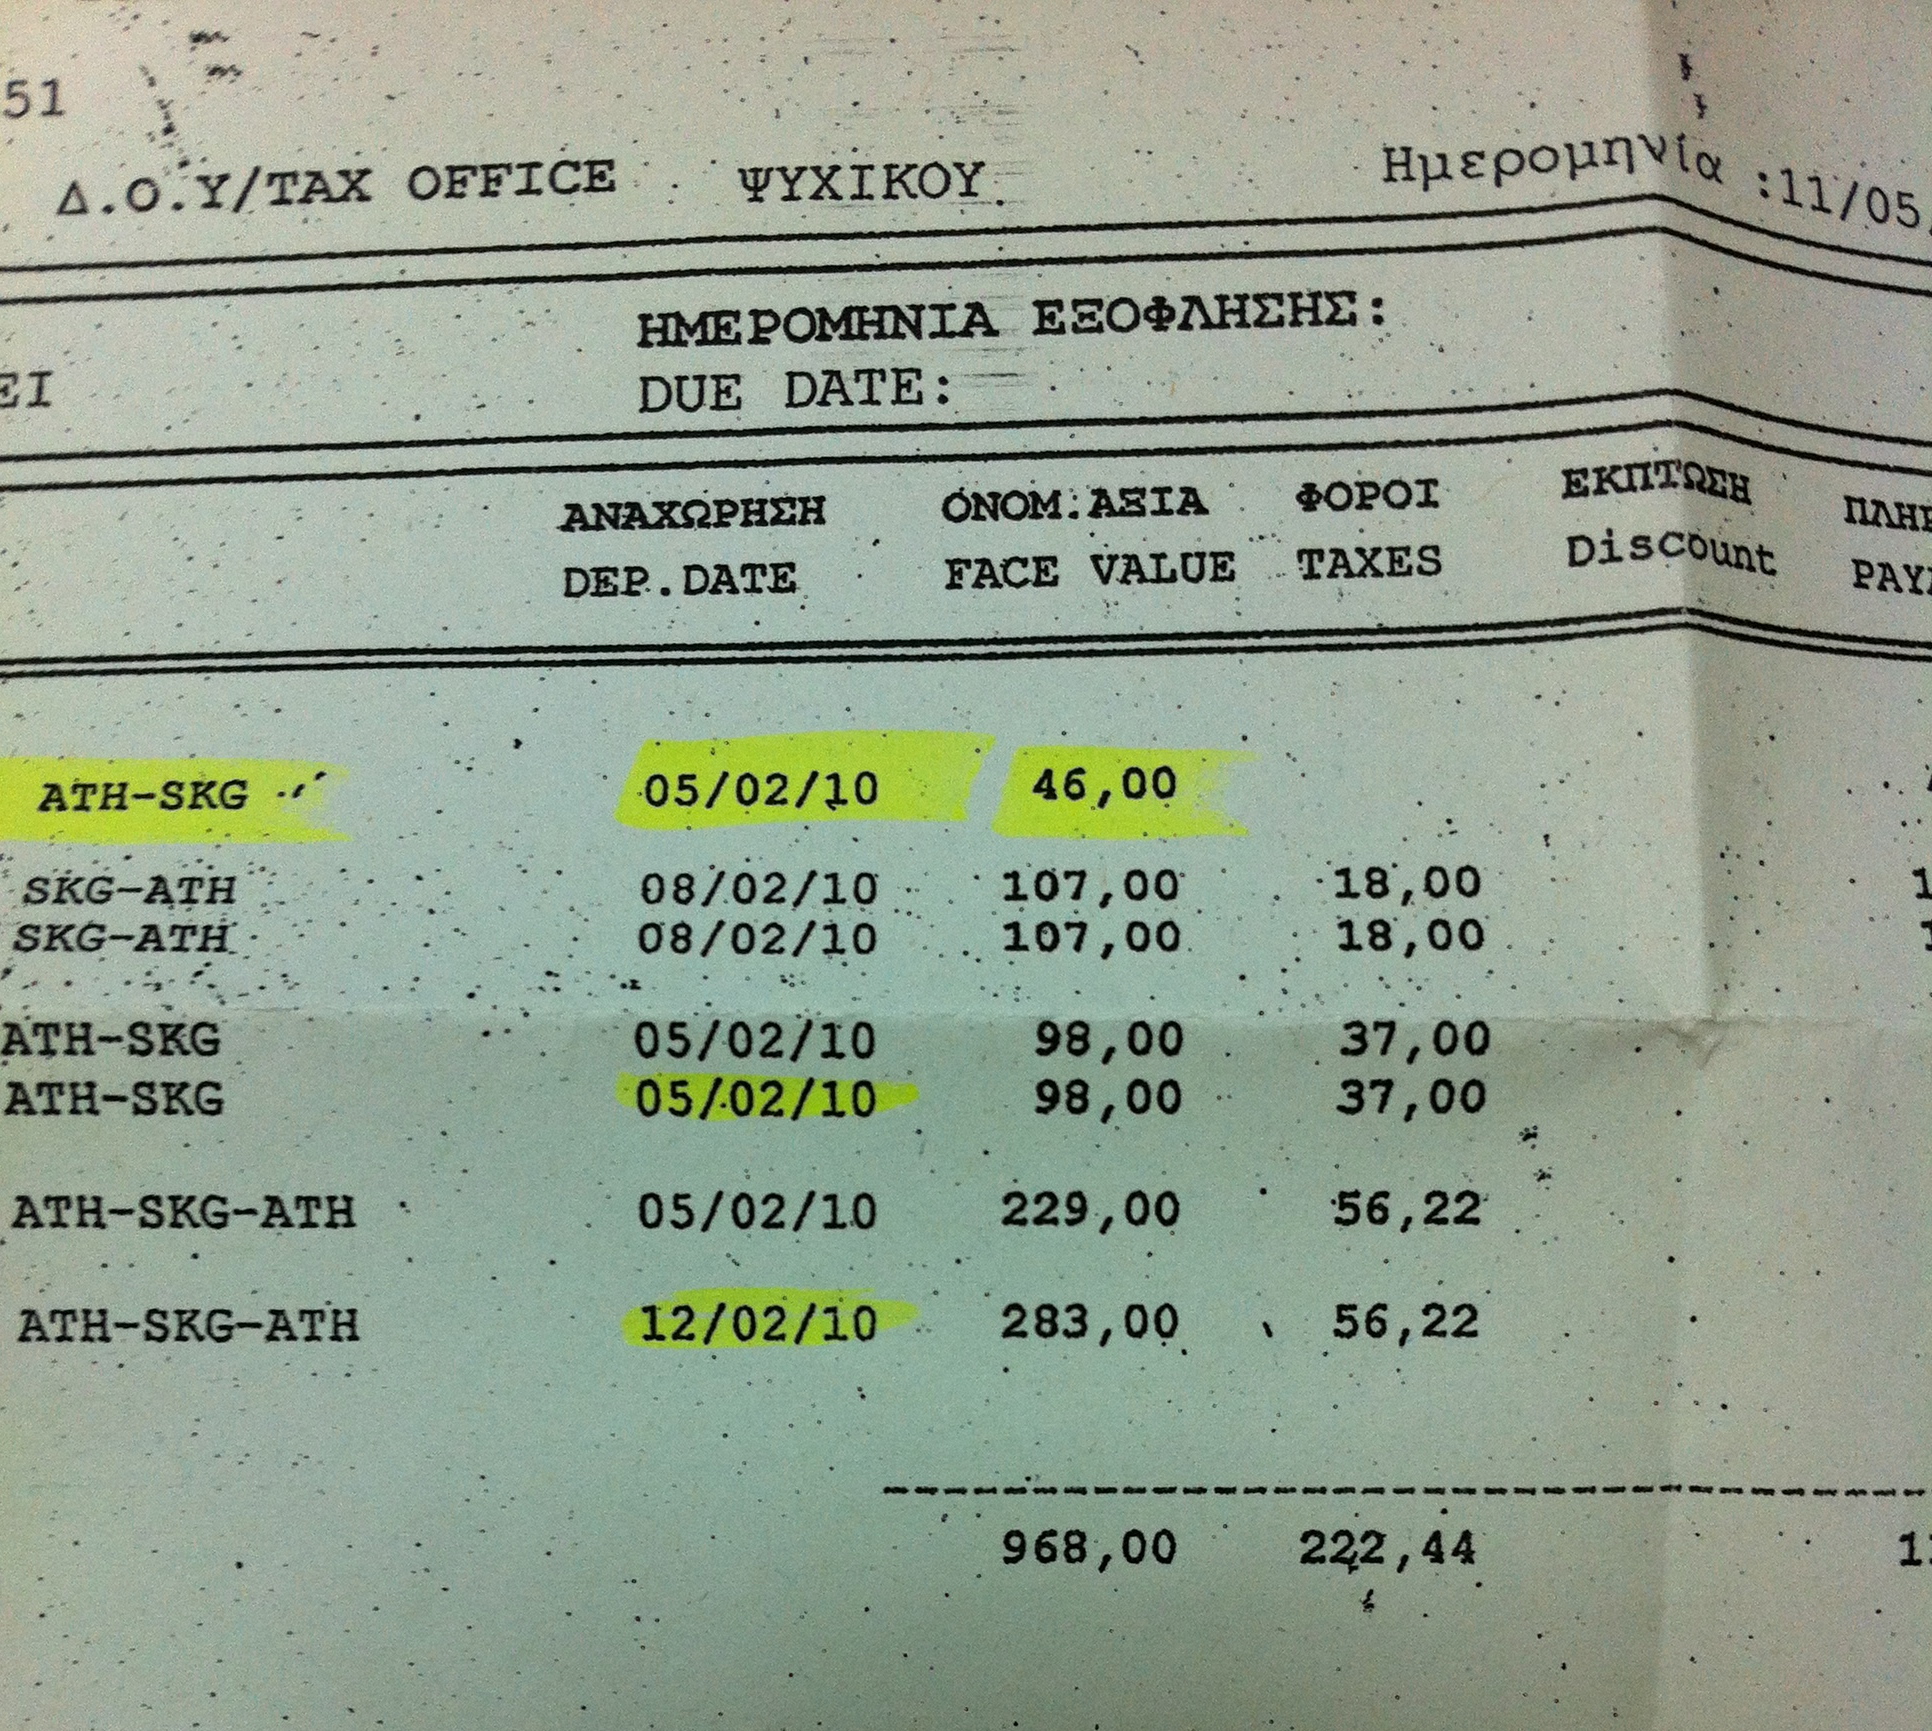 51
Δ.Ο.Υ/TAX OFFICE ΨΥΧΙΚΟΥ Ημερομηνία :11/05
ΗΜΕΡΟΜΗΝΙΑ ΕΞΟΦΛΗΣΗΣ:
ΕΙ DUE DATE:
ΑΝΑΧΩΡΗΣΗ ΟΝΟΜ.ΑΞΙΑ ΦΟΡΟΙ ΕΚΠΤΩΣΗ
DEP.DATE FACE VALUE TAXES Discount
ATH-SKG 05/02/10 46,00
SKG-ATH 08/02/10 107,00 18,00
SKG-ATH 08/02/10 107,00 18,00
ATH-SKG 05/02/10 98,00 37,00
ATH-SKG 05/02/10 98,00 37,00
ATH-SKG-ATH 05/02/10 229,00 56,22
ATH-SKG-ATH 12/02/10 283,00 56,22
968,00 222,44